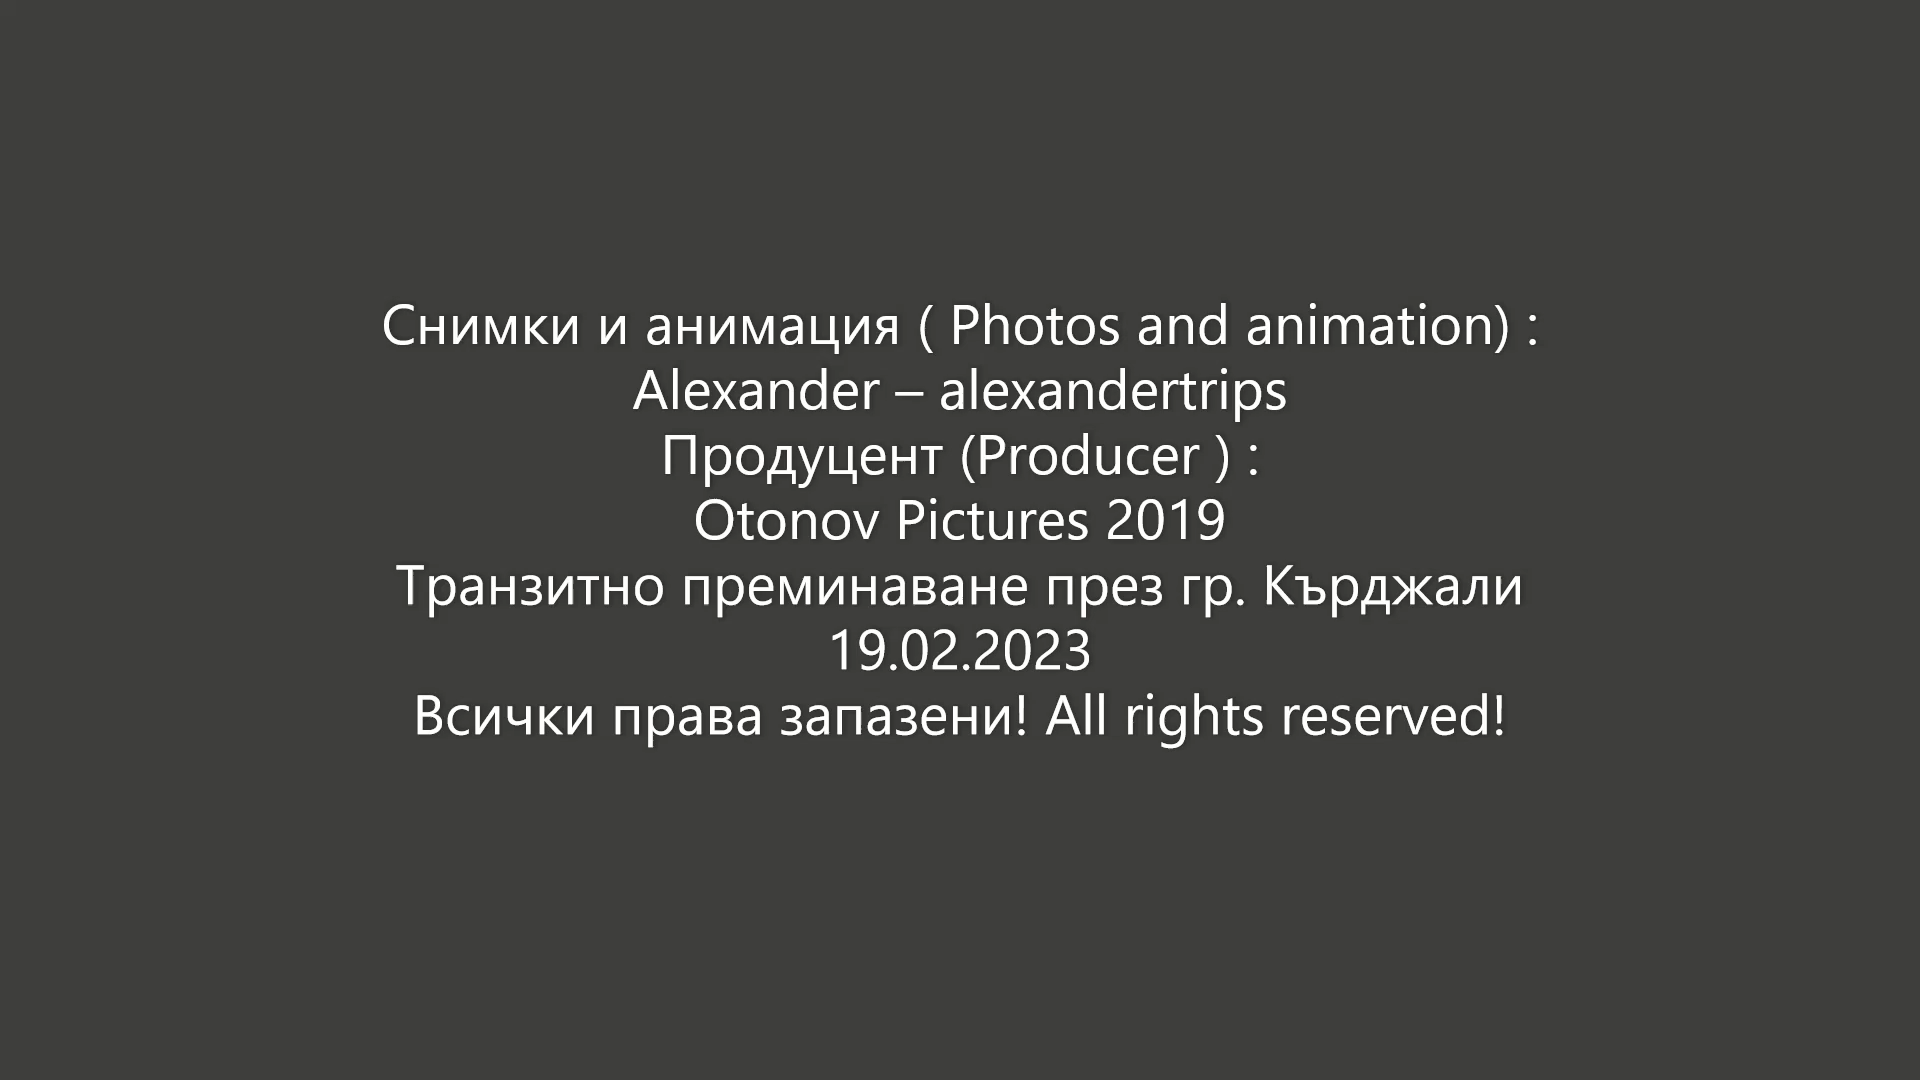 Снимки и анимация ( Photos and animation) :
Alexander – alexandertrips
Продуцент (Producer ) :
Otonov Pictures 2019
Транзитно преминаване през гр. Кърджали
19.02.2023
Всички права запазени! All rights reserved!